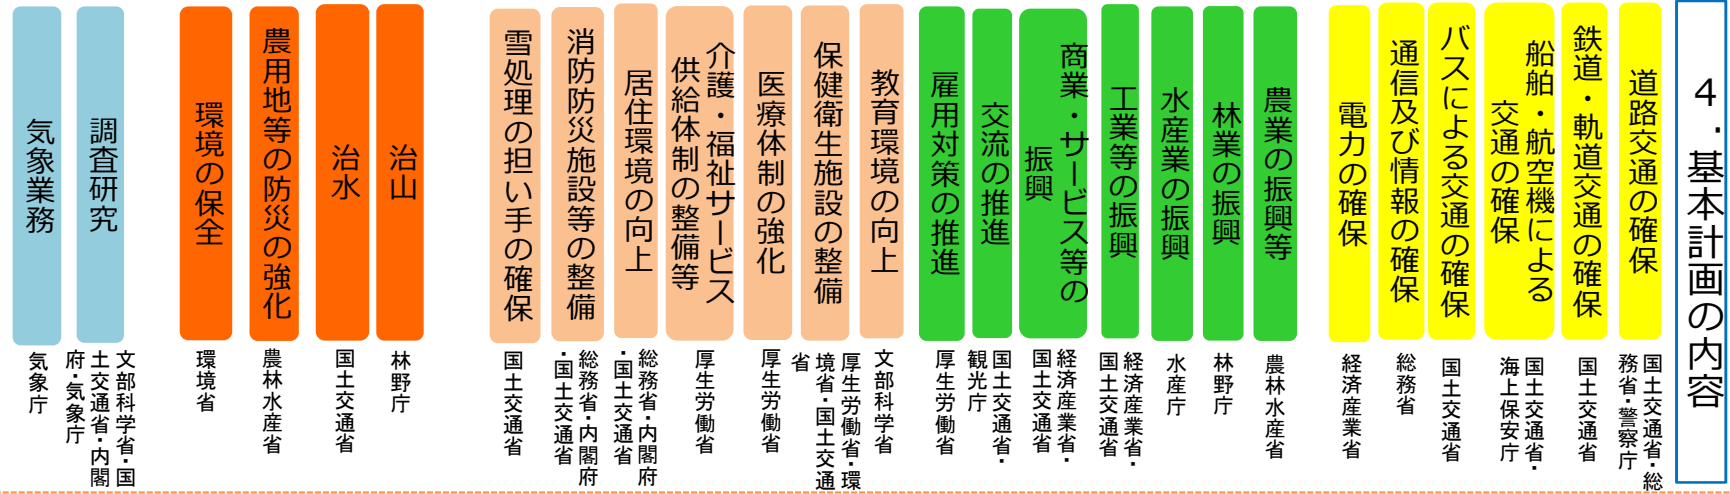 4．基本計画の内容
道路交通の確保
国土交通省・総
務省・警察庁
鉄道・軌道交通の確保
国土交通省
船舶・航空機による
交通の確保
国土交通省・
海上保安庁
バスによる交通の確保
国土交通省
通信及び情報の確保
総務省
電力の確保
経済産業省
農業の振興等
農林水産省
林業の振興
林野庁
水産業の振興
水産庁
工業等の振興
経済産業省・
国土交通省
商業・サービス等の
振興
経済産業省・
国土交通省
交流の推進
国土交通省・
観光庁
雇用対策の推進
厚生労働省
教育環境の向上
文部科学省
保健衛生施設の整備
厚生労働省・環
境省・国土交通
省
医療体制の強化
厚生労働省
介護・福祉サービス
供給体制の整備等
厚生労働省
居住環境の向上
総務省・内閣府
・国土交通省
消防防災施設等の整備
総務省・内閣府
・国土交通省
雪処理の担い手の確保
国土交通省
治山
林野庁
治水
国土交通省
農用地等の防災の強化
農林水産省
環境の保全
環境省
調査研究
文部科学省・国
土交通省・内閣
府・気象庁
気象業務
気象庁